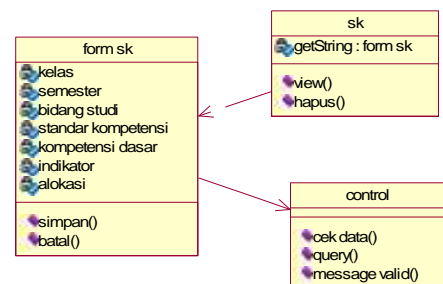 form sk
kelas
semester
bidang studi
standar kompetensi
kompetensi dasar
indikator
alokasi
simpan()
batal()
sk
getString : form sk
view()
hapus()
control
cek data()
query()
message valid()